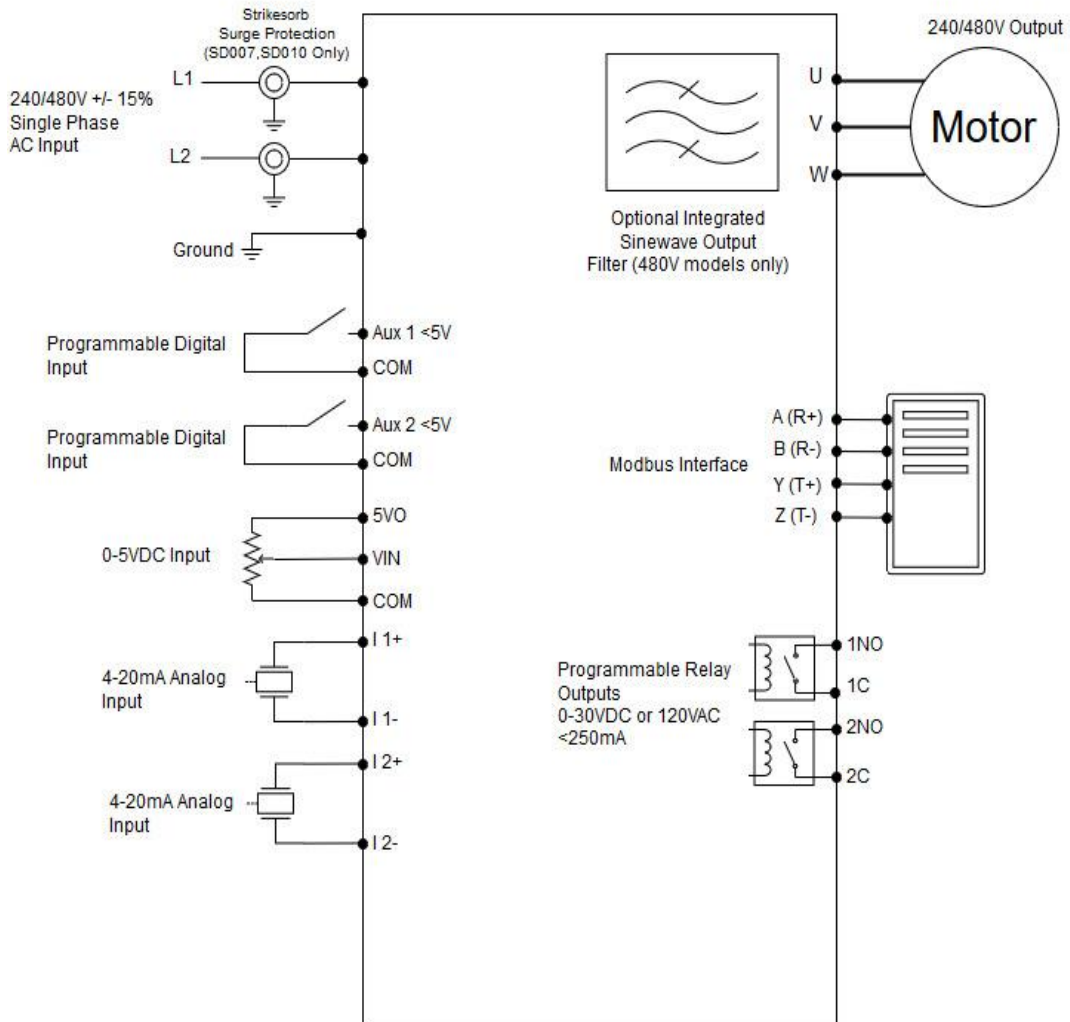 Strikesorb
Surge Protection
(SD007,SD010 Only)
L1
240/480V +/- 15%
Single Phase
AC Input
L2
Ground
Programmable Digital
Input
Aux 1 <5V
COM
Programmable Digital
Input
Aux 2 <5V
COM
0-5VDC Input
5VO
VIN
COM
4-20mA Analog
Input
I 1+
I 1-
4-20mA Analog
Input
I 2+
I 2-
240/480V Output
U
V
W
Motor
Optional Integrated
Sinewave Output
Filter (480V models only)
Modbus Interface
A (R+)
B (R-)
Y (T+)
Z (T-)
Programmable Relay
Outputs
0-30VDC or 120VAC
<250mA
1NO
1C
2NO
2C